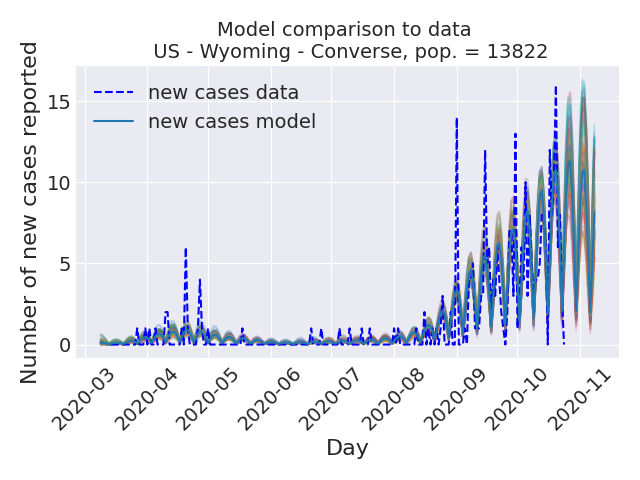 Model comparison to data
US - Wyoming - Converse, pop. = 13822
Number of new cases reported
new cases data
new cases model
15
10
5
0
2020-03
2020-04
2020-05
2020-06
2020-07
2020-08
2020-09
2020-10
2020-11
Day